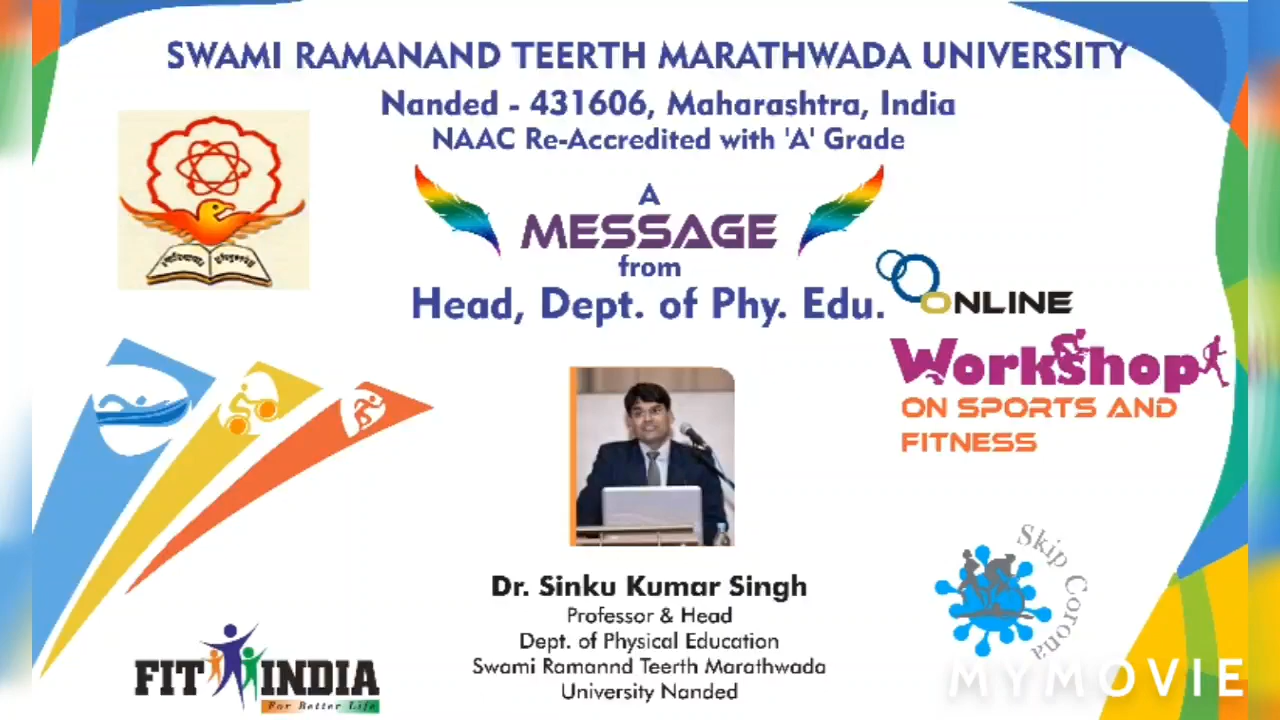 SWAMI RAMANAND TEERTH MARATHWADA UNIVERSITY
Nanded - 431606, Maharashtra, India
NAAC Re-Accredited with 'A' Grade
A
MESSAGE
from
Head, Dept. of Phy. Edu.
ONLINE
Workshop
ON SPORTS AND
FITNESS
Dr. Sinku Kumar Singh
Professor & Head
Dept. of Physical Education
Swami Ramannd Teerth Marathwada
University Nanded
FIT INDIA
For Better Life
Skip Corona
MYMOVIE